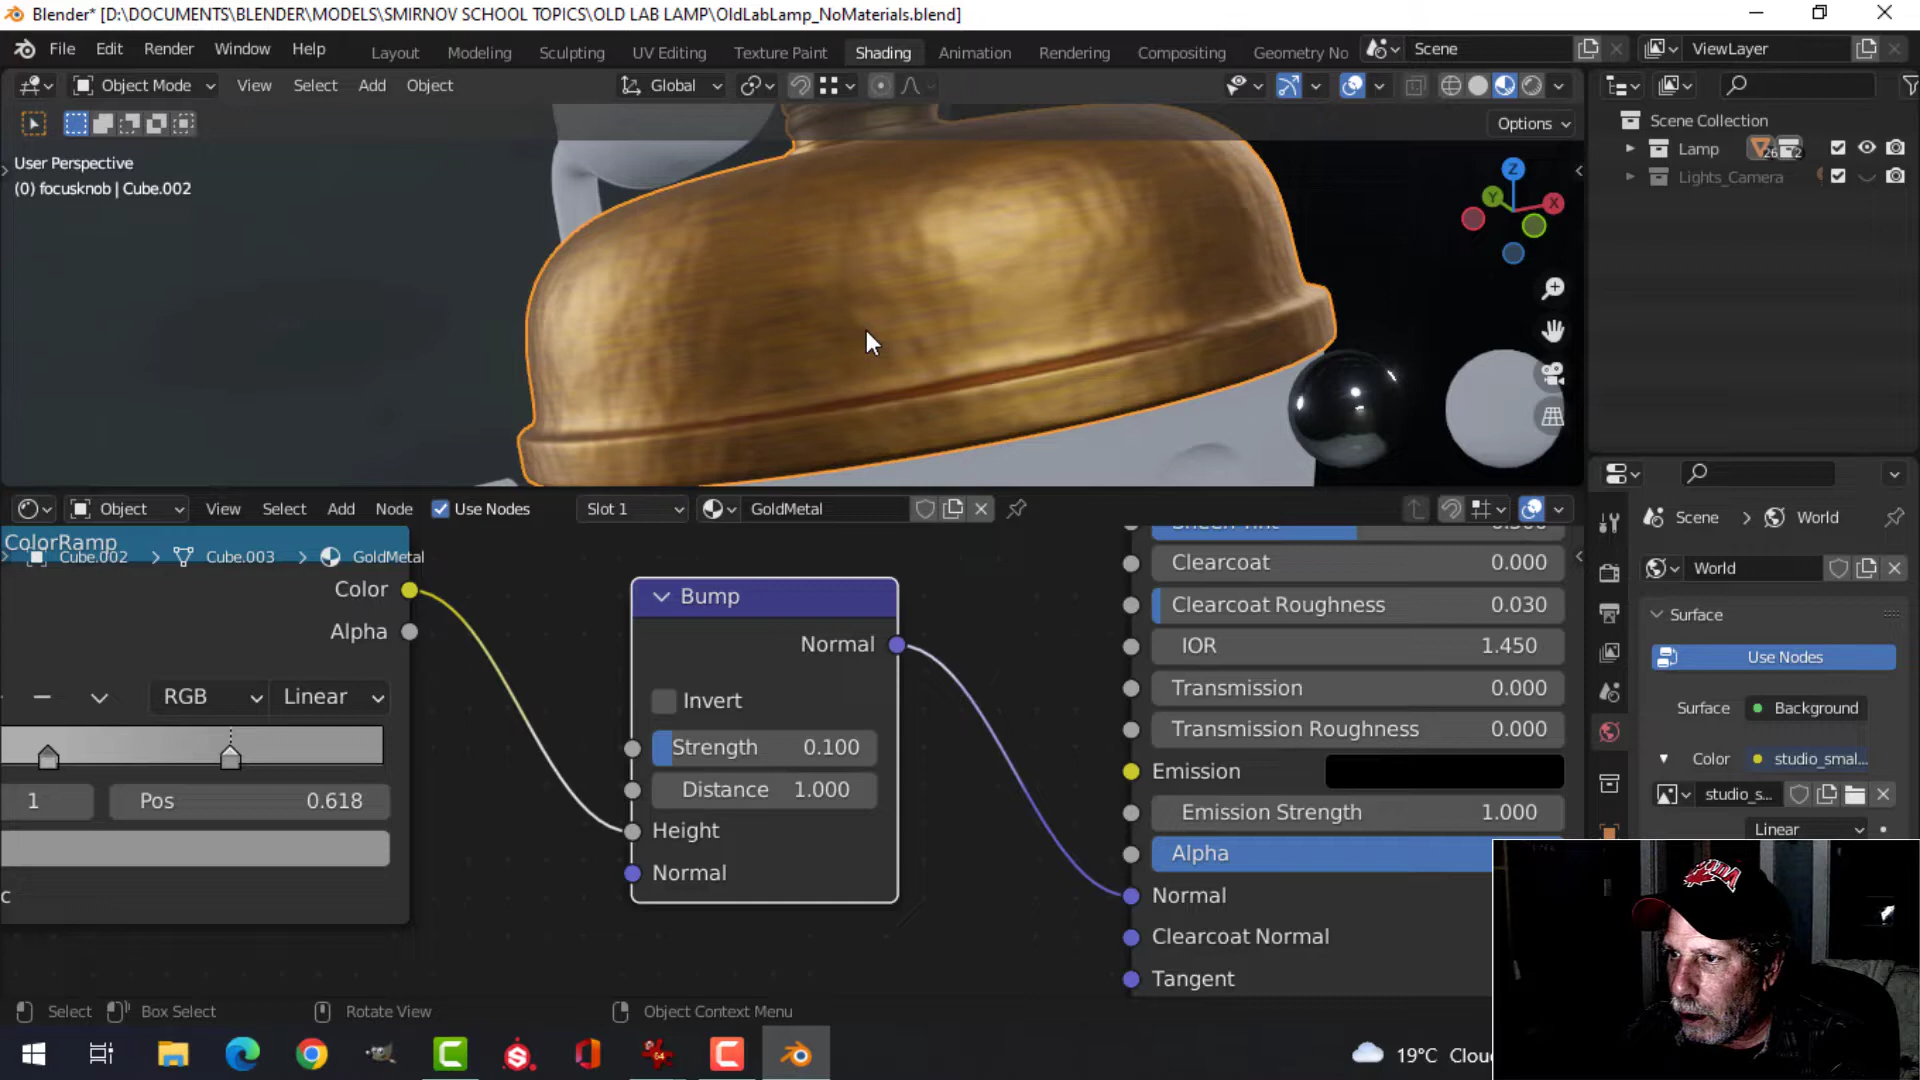 Blender* [D:\DOCUMENTS\BLENDER\MODELS\SMIRNOV SCHOOL TOPICS\OLD LAB LAMP\OldLabLamp_NoMaterials.blend]
File Edit Render Window Help Layout Modeling Sculpting UV Editing Texture Paint Shading Animation Rendering Compositing Geometry No Scene ViewLayer
Object Mode View Select Add Object Global
Options
User Perspective
(0) focusknob | Cube.002
Z
Y
X
Scene Collection
Lamp 26 2
Lights_Camera
Object View Select Add Node Use Nodes Slot 1 GoldMetal
ColorRamp
Cube.002 > Cube.003 > GoldMetal
Color
Alpha
RGB Linear
1 Pos 0.618
c
Bump
Normal
Invert
Strength 0.100
Distance 1.000
Height
Normal
Clearcoat 0.000
Clearcoat Roughness 0.030
IOR 1.450
Transmission 0.000
Transmission Roughness 0.000
Emission
Emission Strength 1.000
Alpha
Normal
Clearcoat Normal
Tangent
Scene > World
World
Surface
Use Nodes
Surface Background
Color studio_smal...
studio_s...
Linear
Select Box Select Rotate View Object Context Menu
19°C Clou